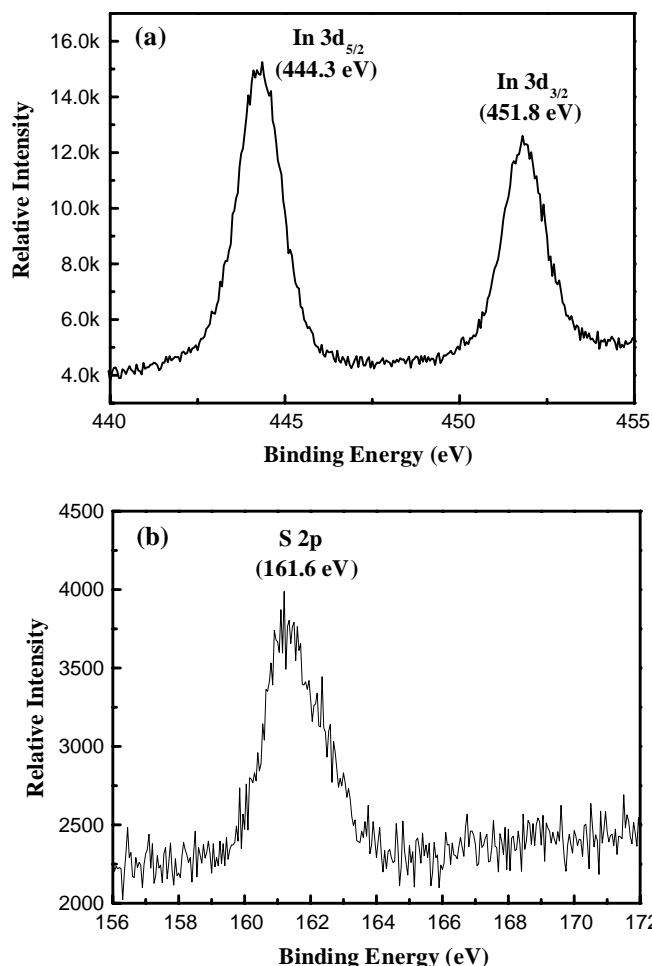 (a)
In 3d5/2
(444.3 eV)
In 3d3/2
(451.8 eV)
16.0k
14.0k
12.0k
10.0k
8.0k
6.0k
4.0k
Relative Intensity
440 445 450 455
Binding Energy (eV)
(b)
S 2p
(161.6 eV)
4500
4000
3500
3000
2500
2000
Relative Intensity
156 158 160 162 164 166 168 170 172
Binding Energy (eV)